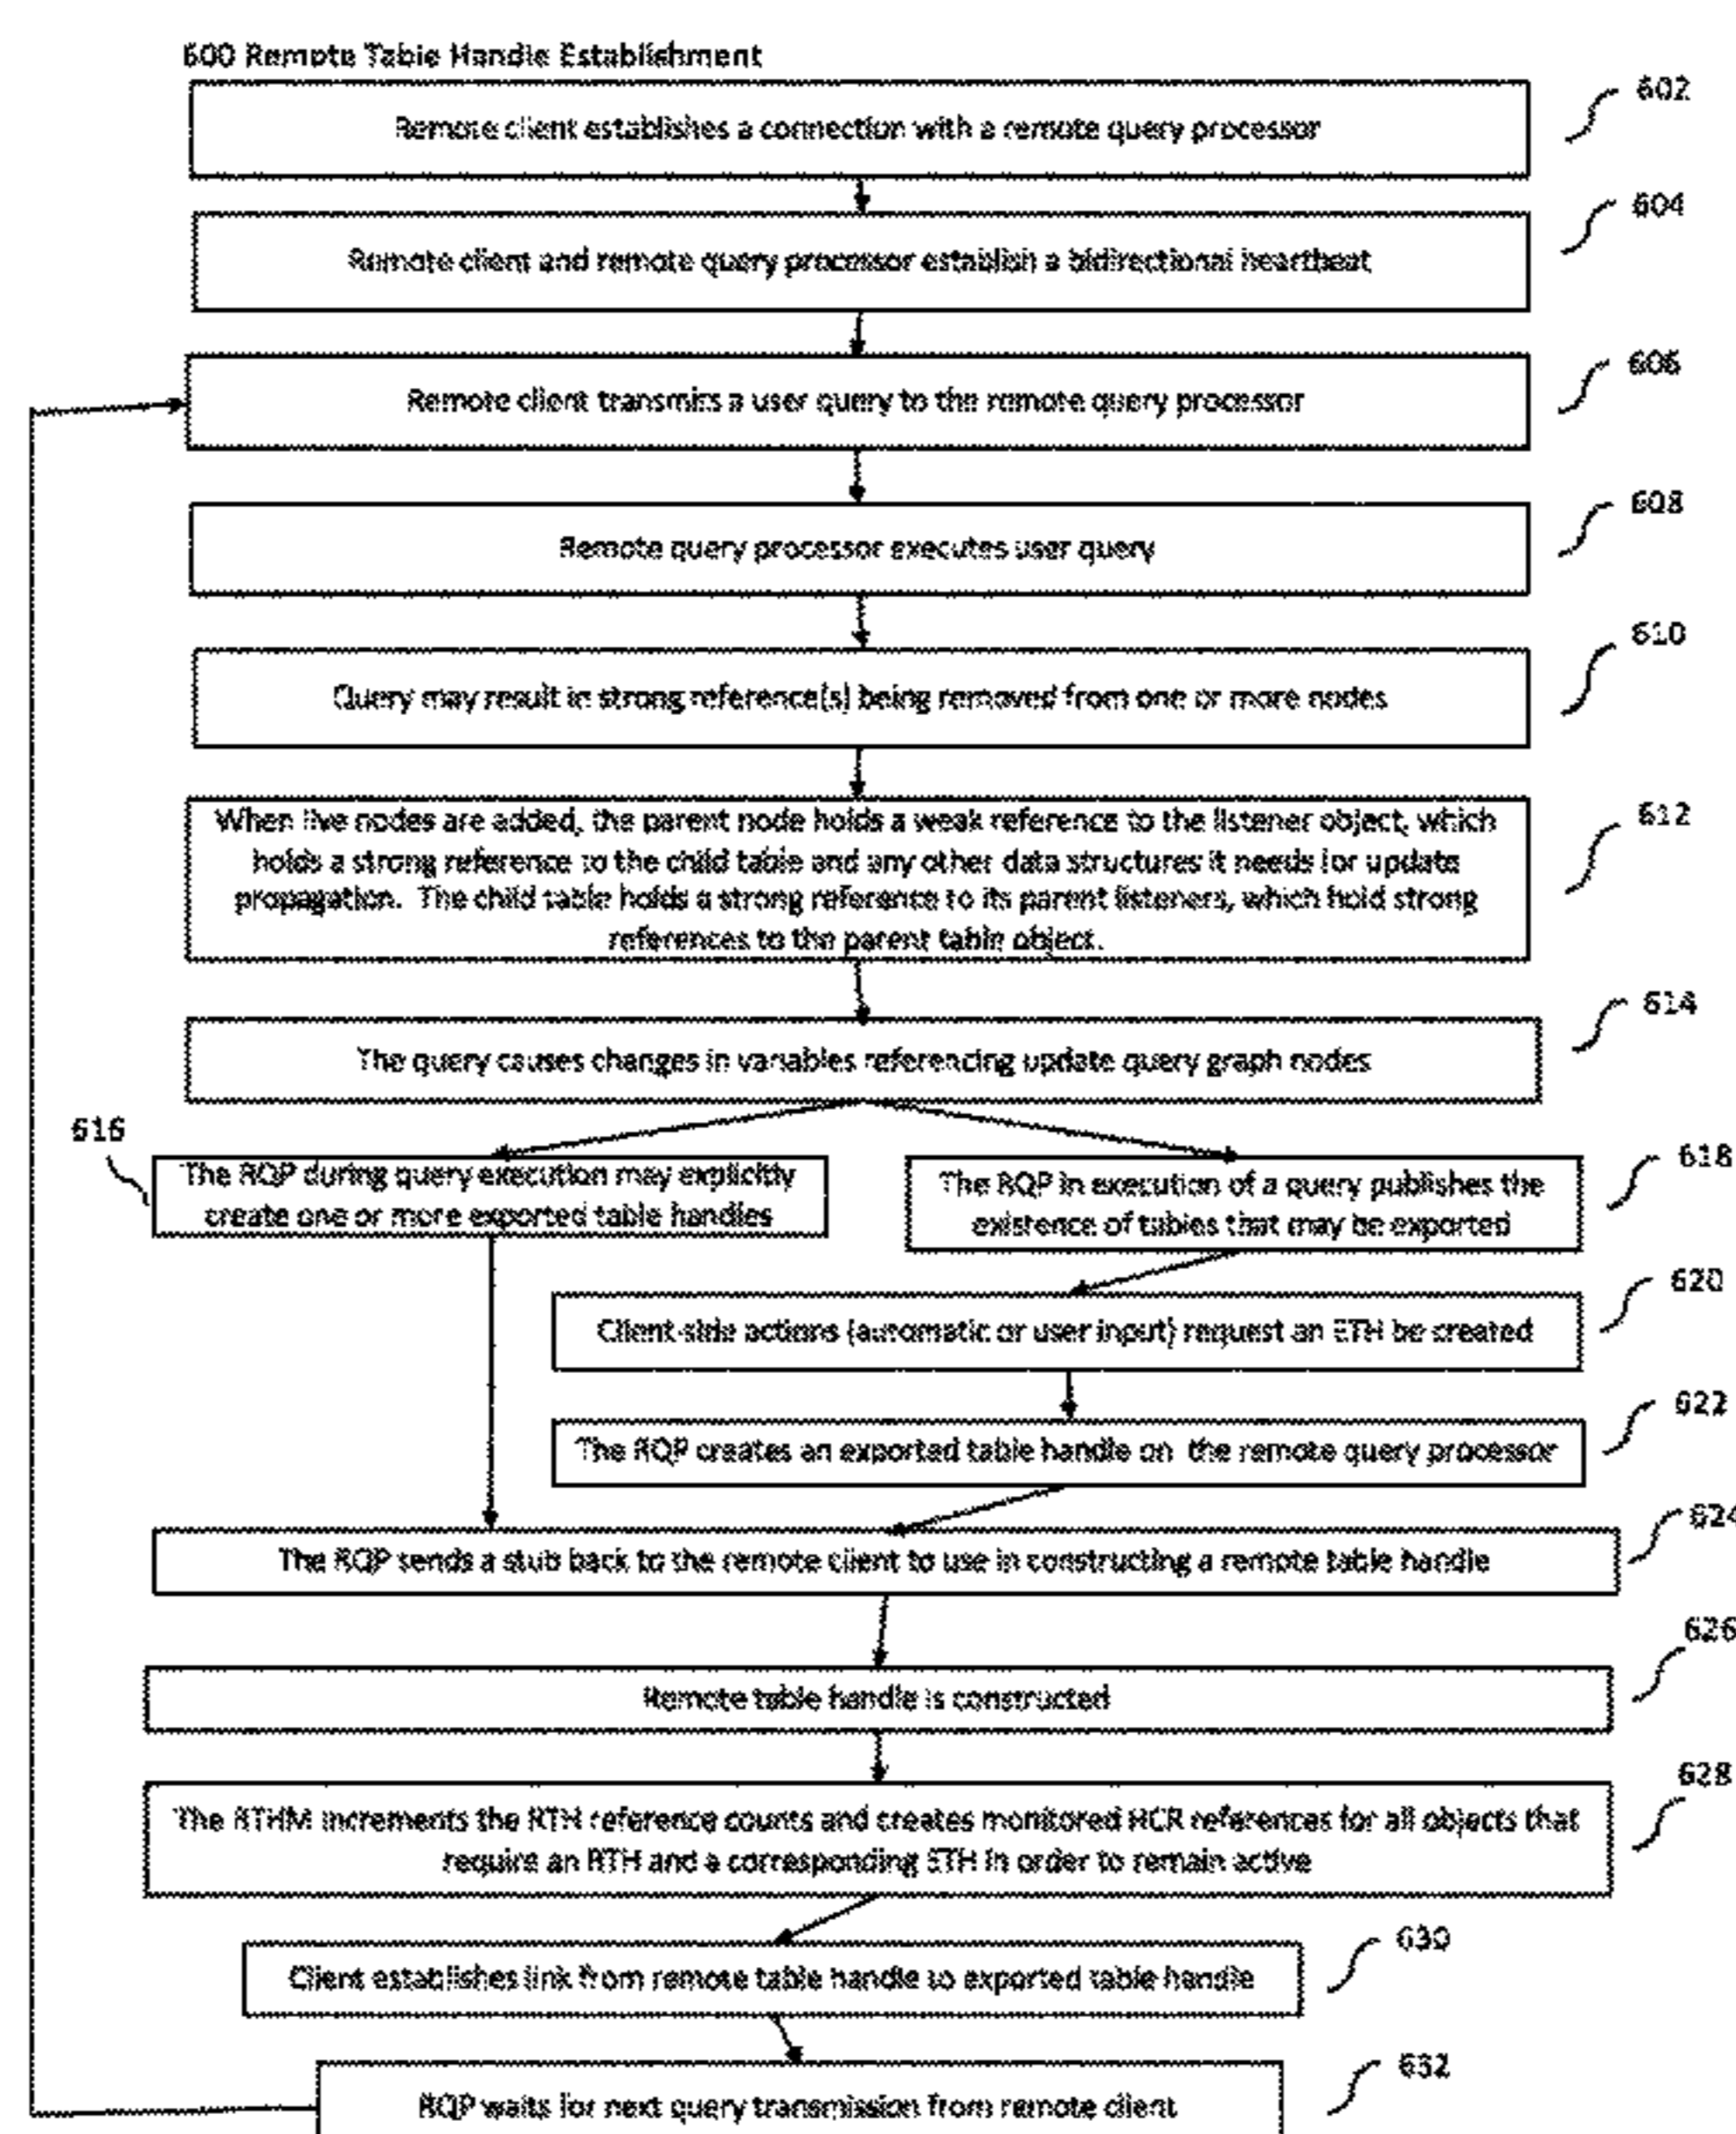 600 Remote Table Handle Establishment
602
Remote client establishes a connection with a remote query processor
604
Remote client and remote query processor establish a bidirectional heartbeat
606
Remote client transmits a user query to the remote query processor
608
Remote query processor executes user query
610
Query may result in strong reference(s) being removed from one or more nodes
612
When live nodes are added, the parent node holds a weak reference to the listener object, which
holds a strong reference to the child table and any other data structures it needs for update
propagation. The child table holds a strong reference to its parent listeners, which hold strong
references to the parent table object.
614
The query causes changes in variables referencing update query graph nodes
616
The RQP during query execution may explicitly
create one or more exported table handles
618
The RQP in execution of a query publishes the
existence of tables that may be exported
620
Client-side actions (automatic or user input) request an ETH be created
622
The RQP creates an exported table handle on the remote query processor
624
The RQP sends a stub back to the remote client to use in constructing a remote table handle
626
Remote table handle is constructed
628
The RTHM increments the RTH reference counts and creates monitored HCR references for all objects that
require an RTH and a corresponding ETH in order to remain active
630
Client establishes link from remote table handle to exported table handle
632
RQP waits for next query transmission from remote client